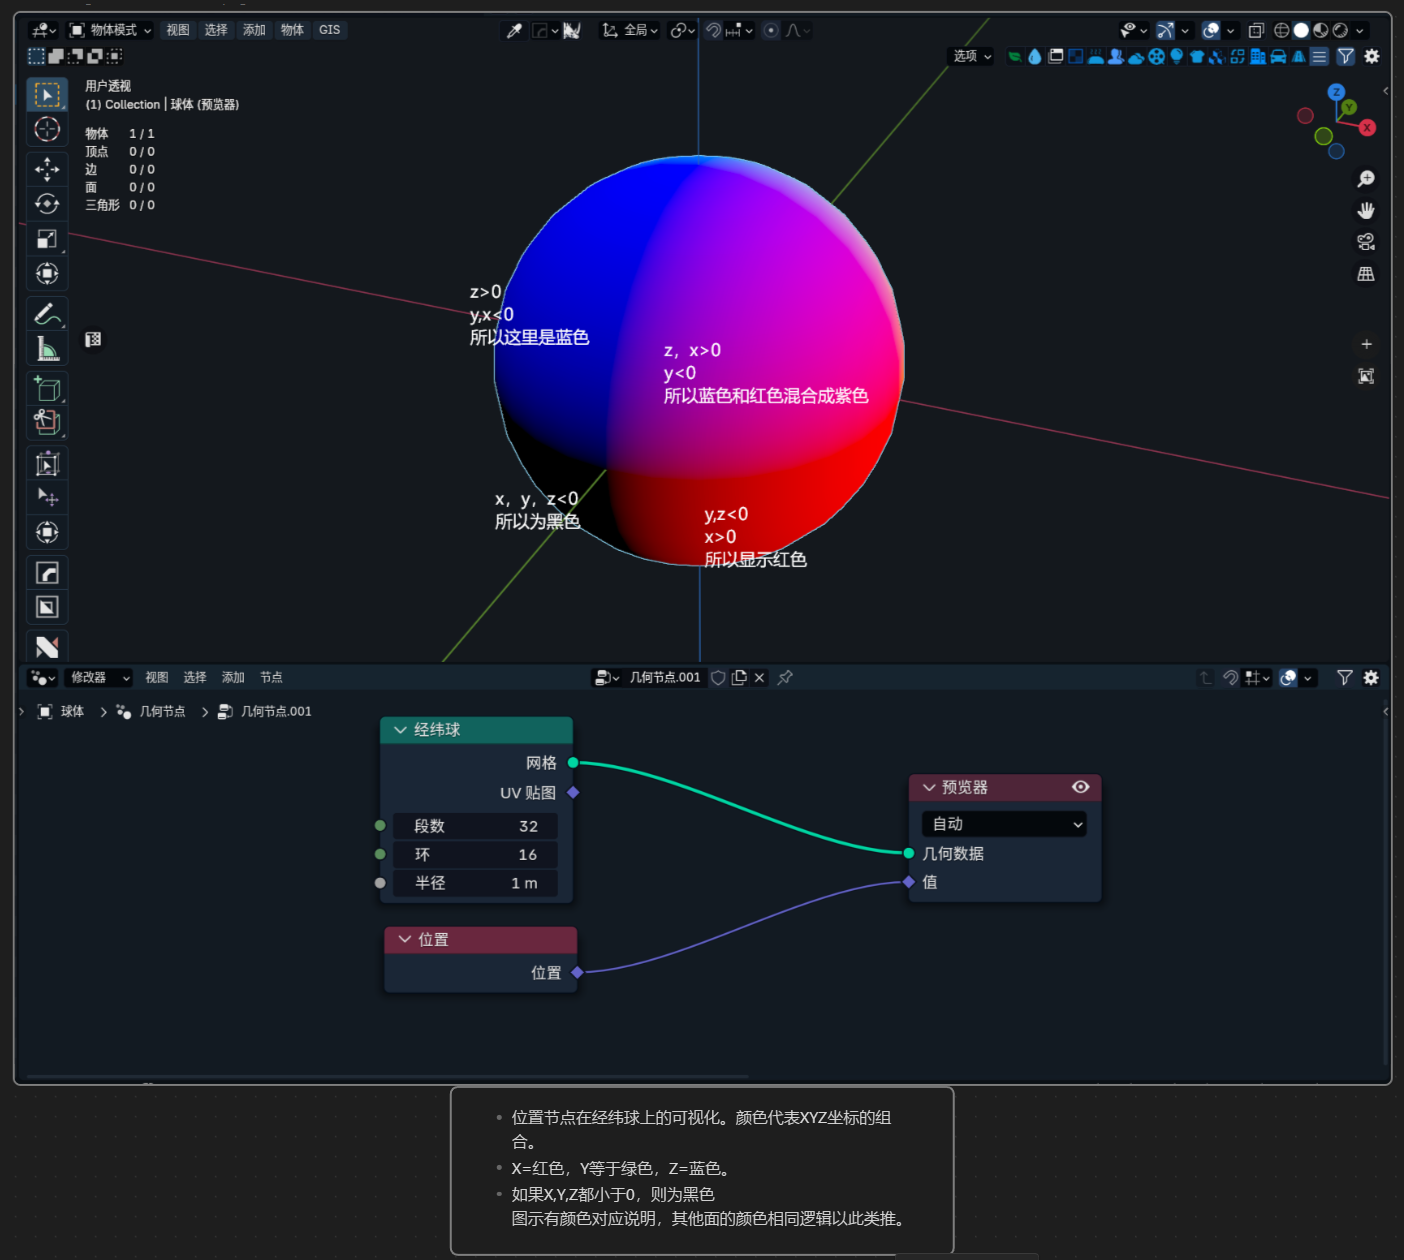 物体模式
视图
选择
添加
物体
GIS
全局
选项
用户透视
(1) Collection | 球体 (预览器)
物体 1 / 1
顶点 0 / 0
边 0 / 0
面 0 / 0
三角形 0 / 0
Z
Y
X
z>0
y,x<0
所以这里是蓝色
z，x>0
y<0
所以蓝色和红色混合成紫色
x，y，z<0
所以为黑色
y,z<0
x>0
所以显示红色
修改器
视图
选择
添加
节点
几何节点.001
球体
几何节点
几何节点.001
经纬球
网格
UV 贴图
段数 32
环 16
半径 1 m
位置
位置
预览器
自动
几何数据
值
• 位置节点在经纬球上的可视化。颜色代表XYZ坐标的组
合。
• X=红色，Y等于绿色，Z=蓝色。
• 如果X,Y,Z都小于0，则为黑色
图示有颜色对应说明，其他面的颜色相同逻辑以此类推。